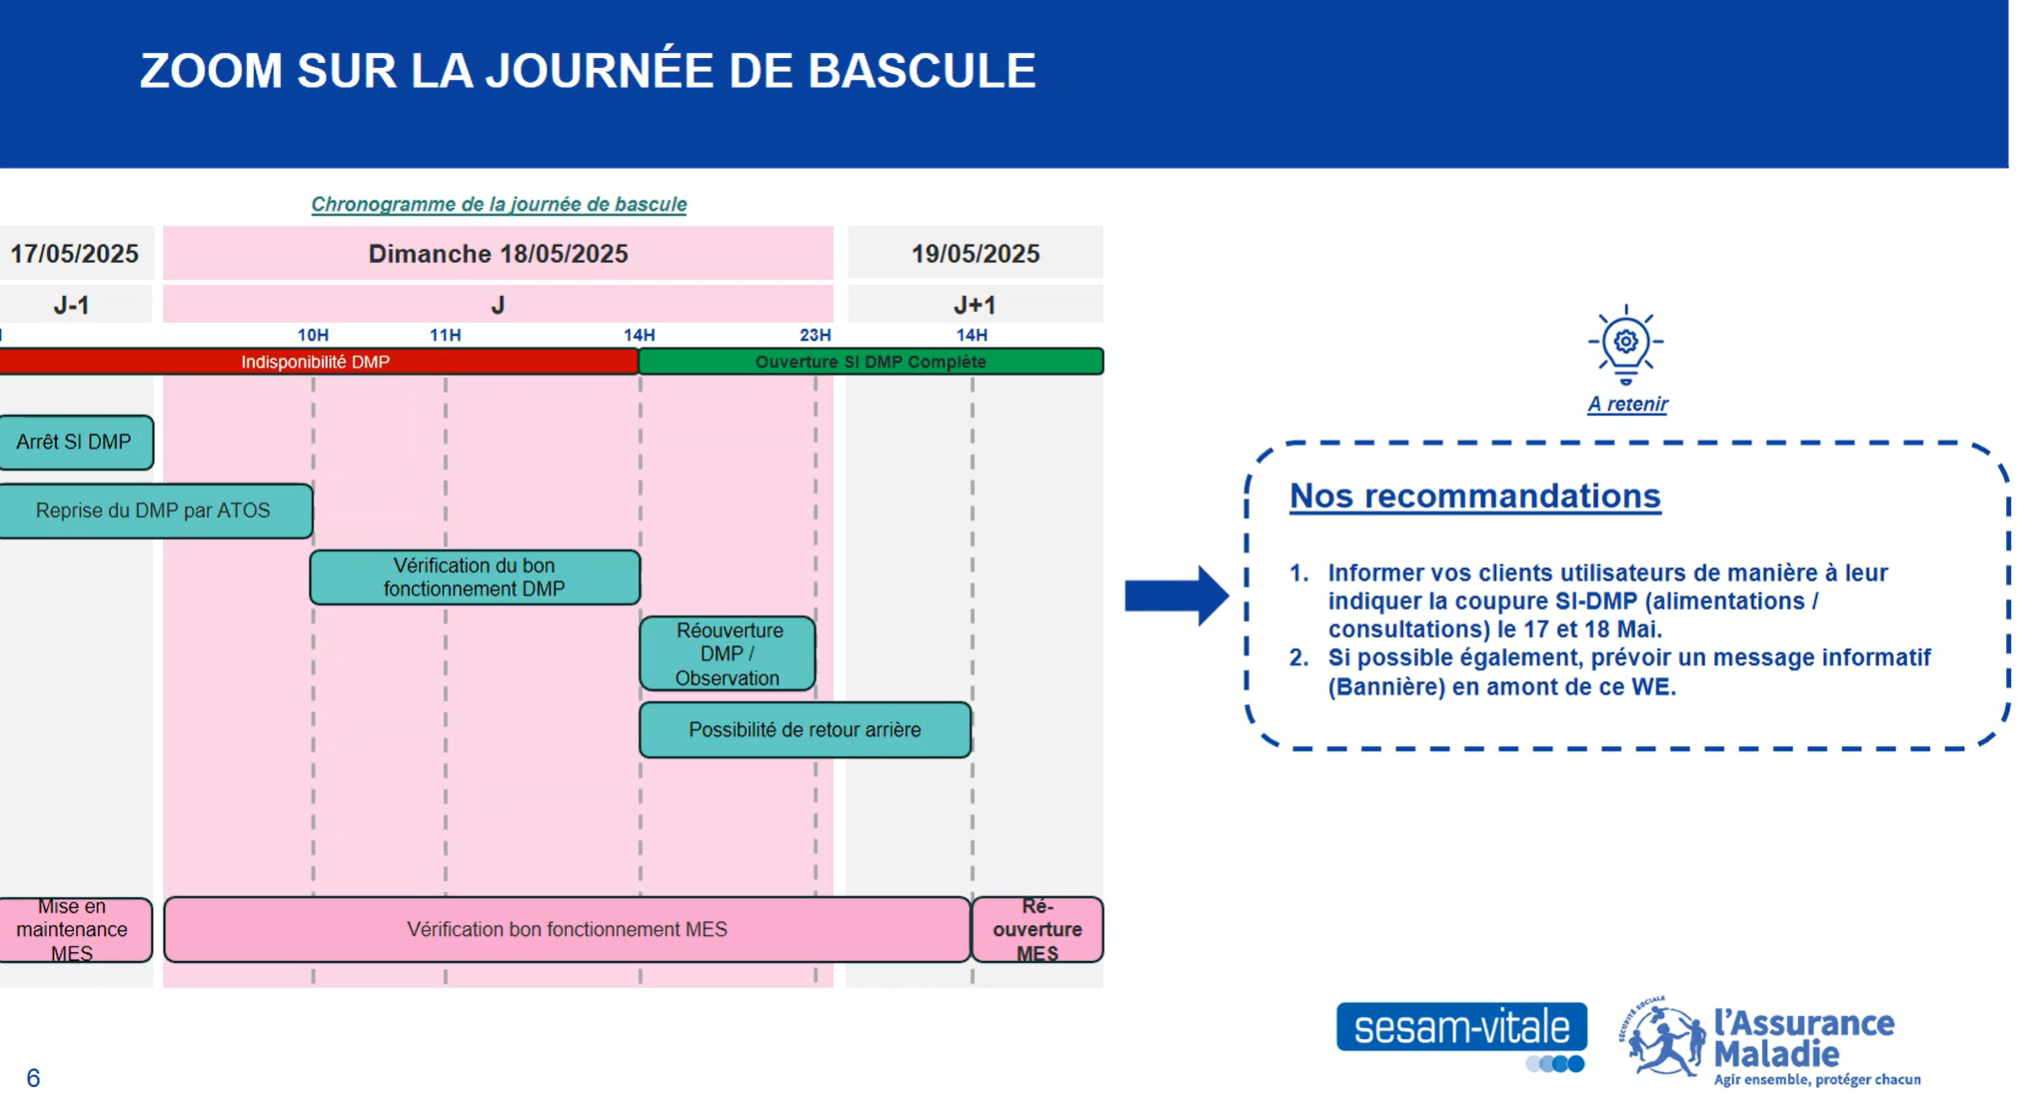 ZOOM SUR LA JOURNÉE DE BASCULE
Chronogramme de la journée de bascule
17/05/2025
Dimanche 18/05/2025
19/05/2025
J-1
J
J+1
10H
11H
14H
23H
14H
Indisponibilité DMP
Ouverture SI DMP Complète
Arrêt SI DMP
Reprise du DMP par ATOS
Vérification du bon
fonctionnement DMP
Réouverture
DMP /
Observation
Possibilité de retour arrière
Mise en
maintenance
MES
Vérification bon fonctionnement MES
Ré-
ouverture
MES
A retenir
Nos recommandations
1. Informer vos clients utilisateurs de manière à leur
indiquer la coupure SI-DMP (alimentations /
consultations) le 17 et 18 Mai.
2. Si possible également, prévoir un message informatif
(Bannière) en amont de ce WE.
sesam-vitale
SÉCURITÉ SOCIALE
l'Assurance
Maladie
Agir ensemble, protéger chacun
6